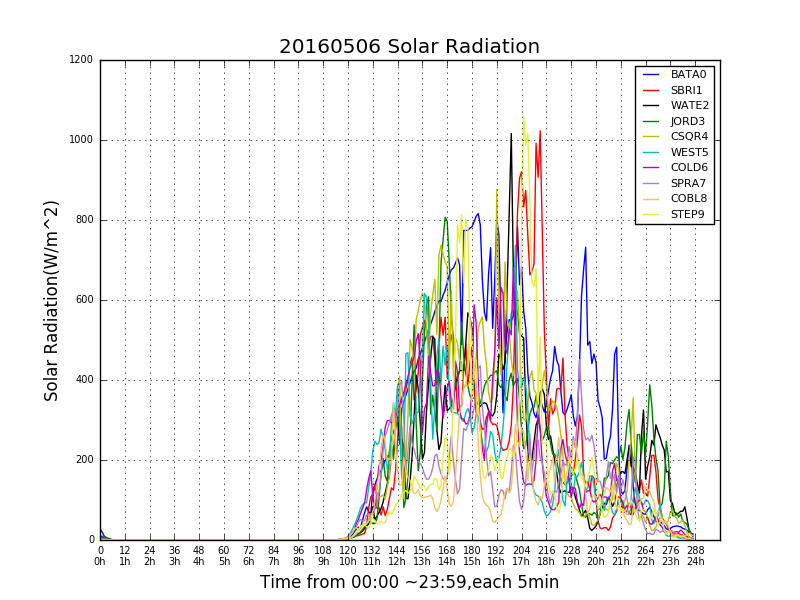 20160506 Solar Radiation
1200
1000
800
600
400
200
0
Solar Radiation(W/m^2)
BATA0
SBRI1
WATE2
JORD3
CSQR4
WEST5
COLD6
SPRA7
COBL8
STEP9
0 12 24 36 48 60 72 84 96 108 120 132 144 156 168 180 192 204 216 228 240 252 264 276 288
0h 1h 2h 3h 4h 5h 6h 7h 8h 9h 10h 11h 12h 13h 14h 15h 16h 17h 18h 19h 20h 21h 22h 23h 24h
Time from 00:00 ~23:59,each 5min